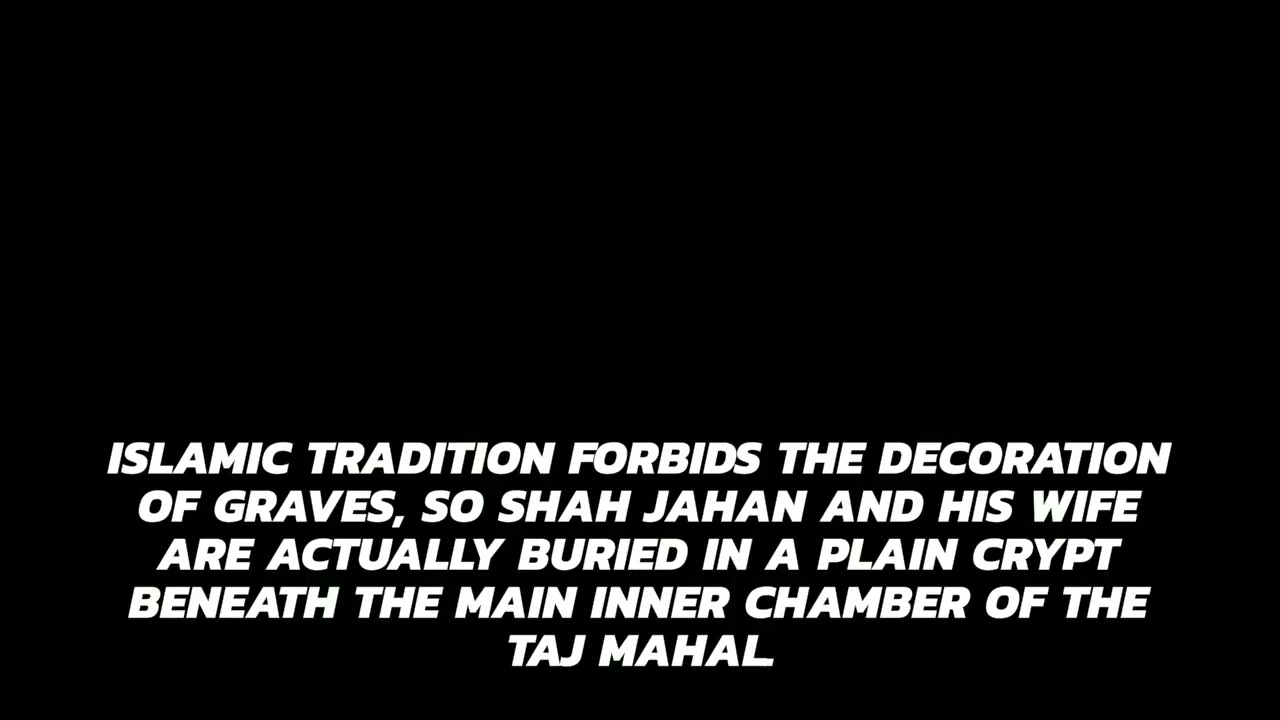 ISLAMIC TRADITION FORBIDS THE DECORATION
OF GRAVES, SO SHAH JAHAN AND HIS WIFE
ARE ACTUALLY BURIED IN A PLAIN CRYPT
BENEATH THE MAIN INNER CHAMBER OF THE
TAJ MAHAL.